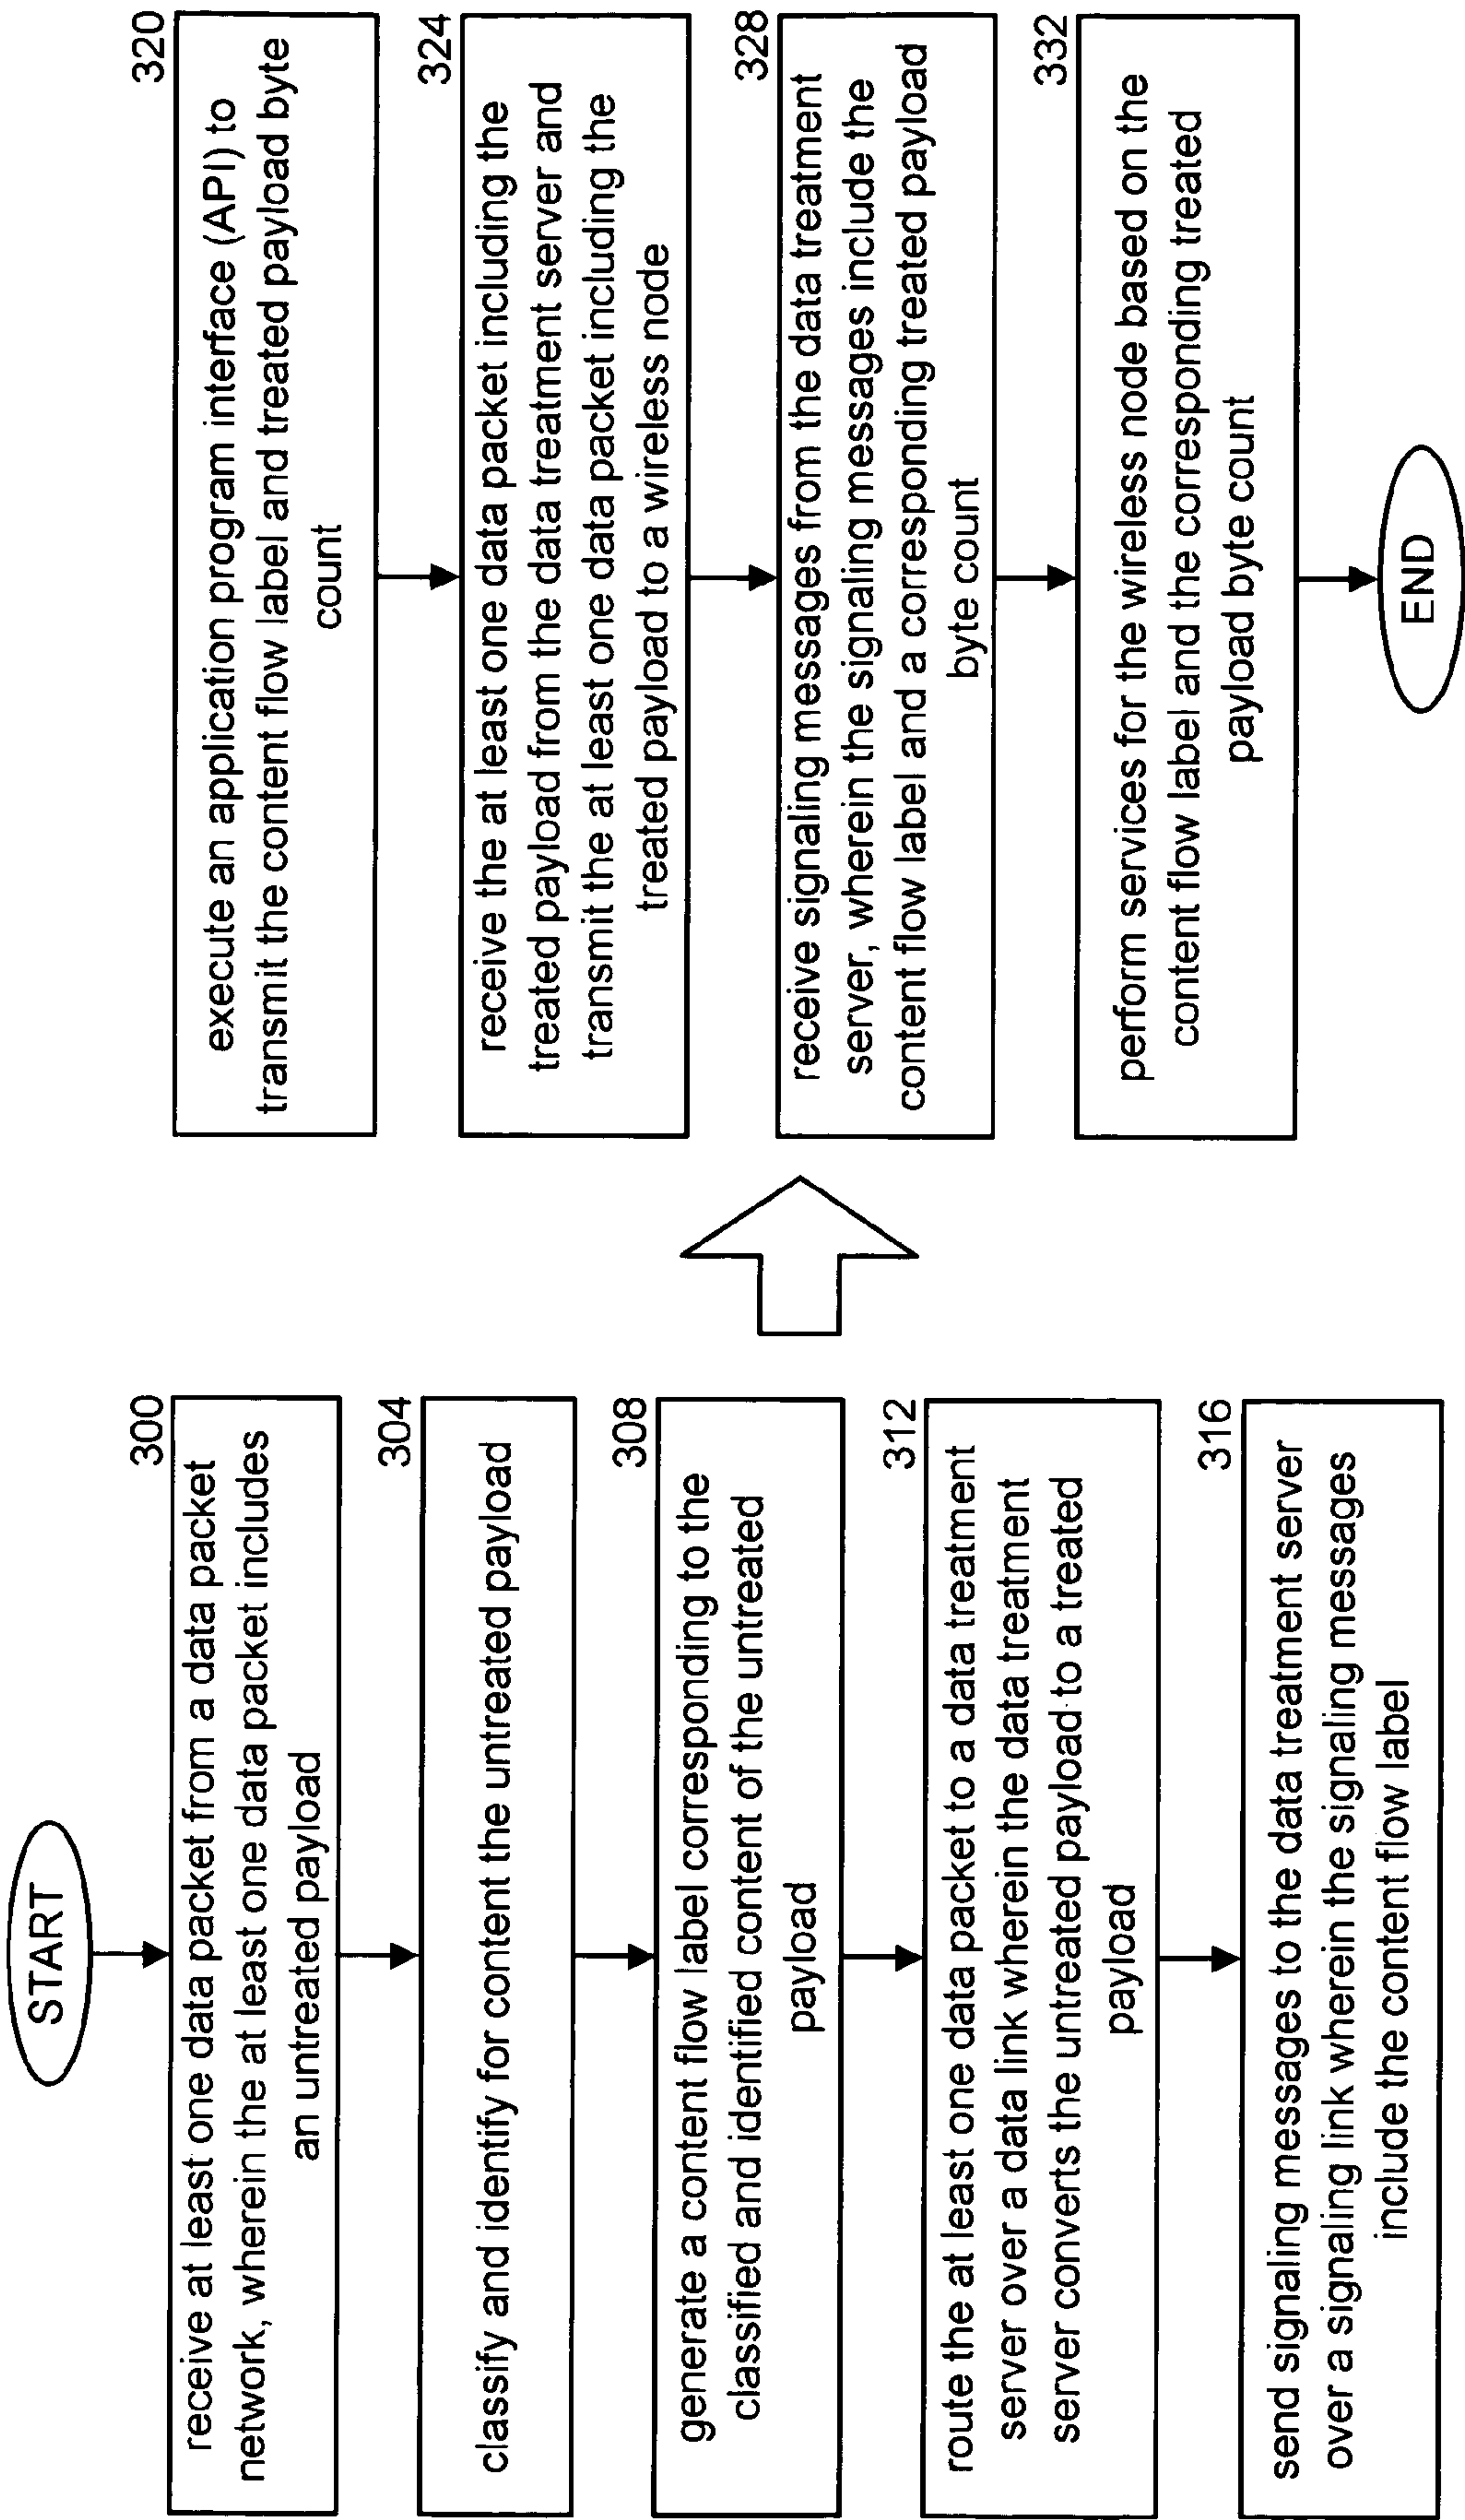 START
300
receive at least one data packet from a data packet
network, wherein the at least one data packet includes
an untreated payload
304
classify and identify for content the untreated payload
308
generate a content flow label corresponding to the
classified and identified content of the untreated
payload
312
route the at least one data packet to a data treatment
server over a data link wherein the data treatment
server converts the untreated payload to a treated
payload
316
send signaling messages to the data treatment server
over a signaling link wherein the signaling messages
include the content flow label
320
execute an application program interface (API) to
transmit the content flow label and treated payload byte
count
324
receive the at least one data packet including the
treated payload from the data treatment server and
transmit the at least one data packet including the
treated payload to a wireless node
328
receive signaling messages from the data treatment
server, wherein the signaling messages include the
content flow label and a corresponding treated payload
byte count
332
perform services for the wireless node based on the
content flow label and the corresponding treated
payload byte count
END